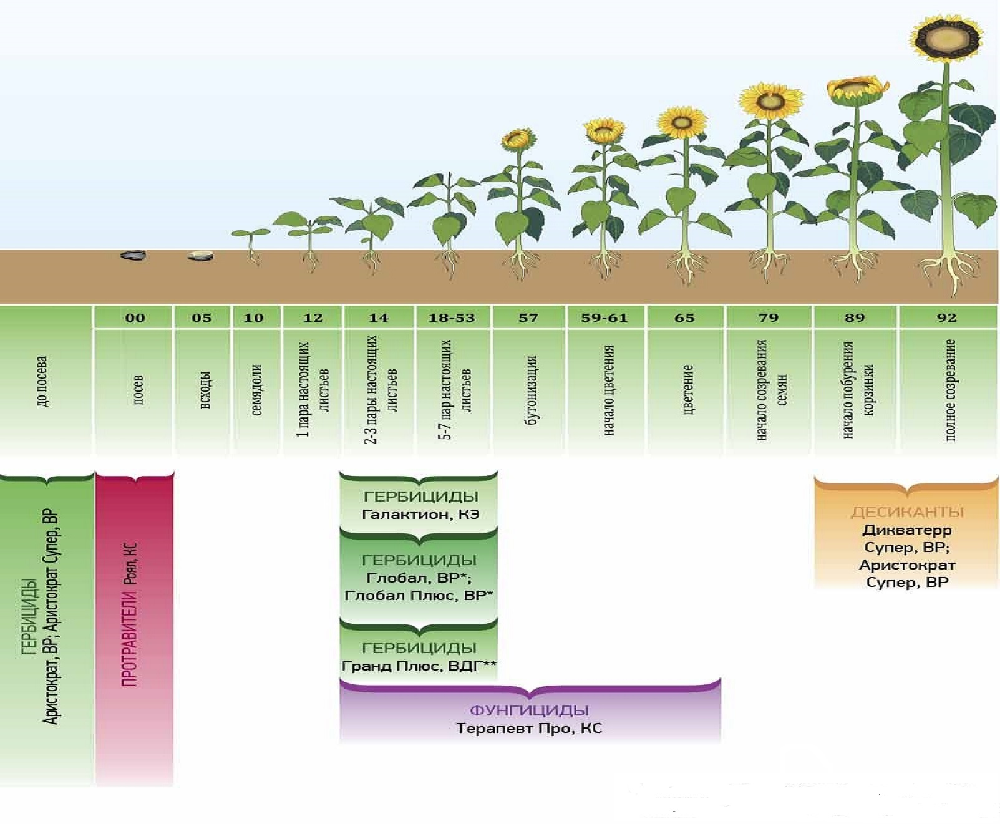 00
05
10
12
14
18-53
57
59-61
65
79
89
92
до посева
посев
всходы
семядоли
1 пара настоящих
листьев
2-3 пары настоящих
листьев
5-7 пар настоящих
листьев
бутонизация
начало цветения
цветение
начало созревания
семян
начало побурения
корзинки
полное созревание
ГЕРБИЦИДЫ
Аристократ, ВР; Аристократ Супер, ВР
ПРОТРАВИТЕЛИ Роял, КС
ГЕРБИЦИДЫ
Галактион, КЭ
ГЕРБИЦИДЫ
Глобал, ВР*;
Глобал Плюс, ВР*
ГЕРБИЦИДЫ
Гранд Плюс, ВДГ**
ФУНГИЦИДЫ
Терапевт Про, КС
ДЕСИКАНТЫ
Дикватерр
Супер, ВР;
Аристократ
Супер, ВР